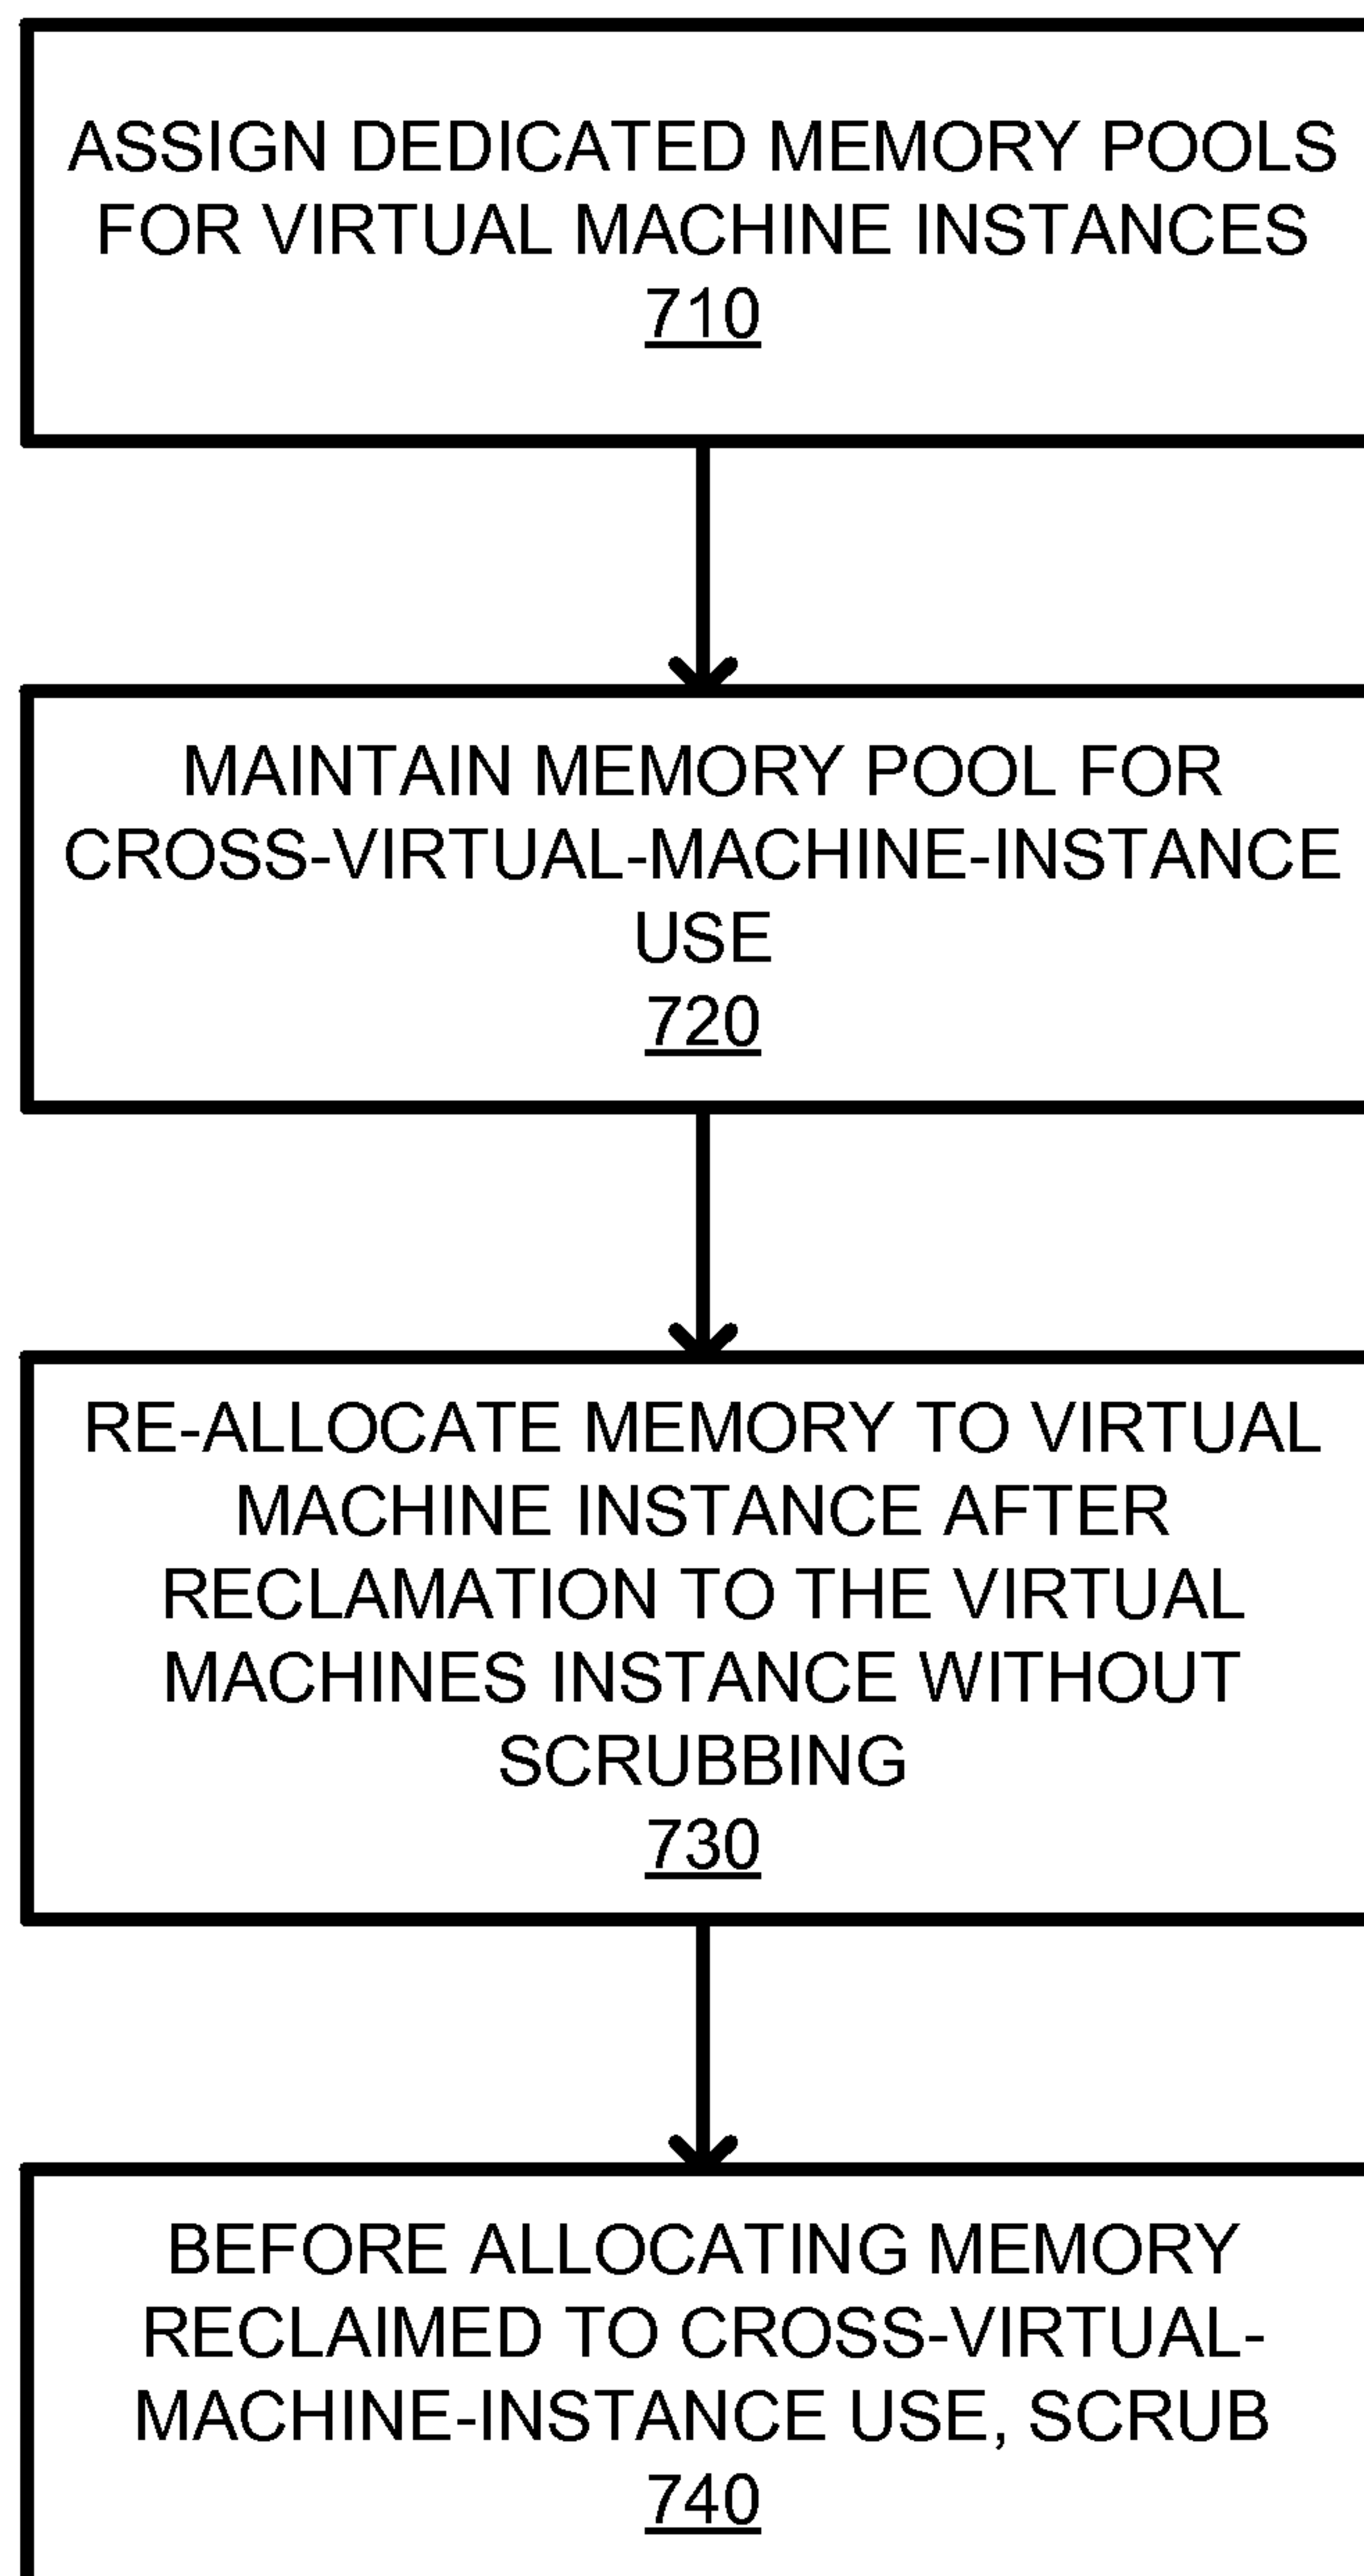 ASSIGN DEDICATED MEMORY POOLS
FOR VIRTUAL MACHINE INSTANCES
710
MAINTAIN MEMORY POOL FOR
CROSS-VIRTUAL-MACHINE-INSTANCE
USE
720
RE-ALLOCATE MEMORY TO VIRTUAL
MACHINE INSTANCE AFTER
RECLAMATION TO THE VIRTUAL
MACHINES INSTANCE WITHOUT
SCRUBBING
730
BEFORE ALLOCATING MEMORY
RECLAIMED TO CROSS-VIRTUAL-
MACHINE-INSTANCE USE, SCRUB
740